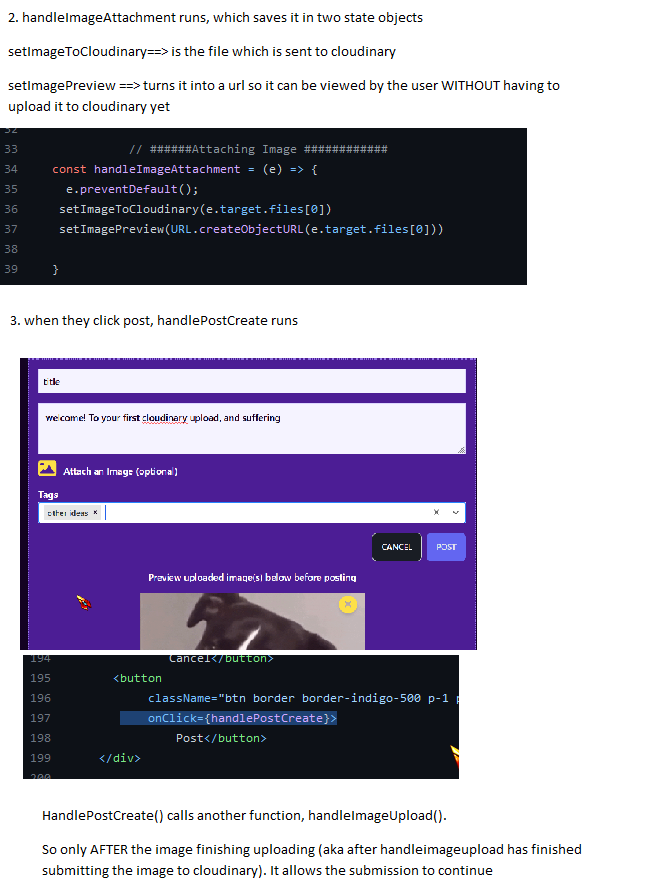 2. handleImageAttachment runs, which saves it in two state objects
setImageToCloudinary==> is the file which is sent to cloudinary
setImagePreview ==> turns it into a url so it can be viewed by the user WITHOUT having to
upload it to cloudinary yet
32
33 // ######Attaching Image ############
34 const handleImageAttachment = (e) => {
35 e.preventDefault();
36 setImageToCloudinary(e.target.files[0])
37 setImagePreview(URL.createObjectURL(e.target.files[0]))
38
39 }
3. when they click post, handlePostCreate runs
title
welcome! To your first cloudinary upload, and suffering
Attach an Image (optional)
Tags
other ideas ×
CANCEL POST
Preview uploaded image(s) below before posting
194 Cancel</button>
195 <button
196 className="btn border border-indigo-500 p-1
197 onClick={handlePostCreate}>
198 Post</button>
199 </div>
200
HandlePostCreate() calls another function, handleImageUpload().
So only AFTER the image finishing uploading (aka after handleimageupload has finished
submitting the image to cloudinary). It allows the submission to continue